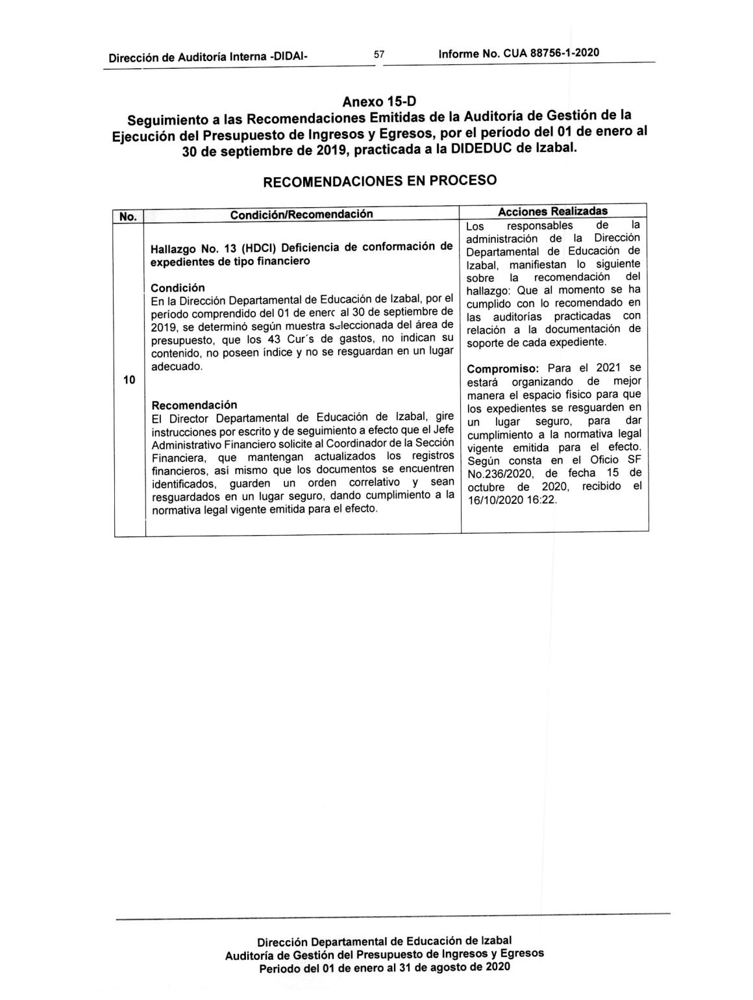 Dirección de Auditoría Interna -DIDAI- 57 Informe No. CUA 88756-1-2020
Anexo 15-D
Seguimiento a las Recomendaciones Emitidas de la Auditoría de Gestión de la
Ejecución del Presupuesto de Ingresos y Egresos, por el período del 01 de enero al
30 de septiembre de 2019, practicada a la DIDEDUC de Izabal.
RECOMENDACIONES EN PROCESO
No.
Condición/Recomendación
Acciones Realizadas
10
Hallazgo No. 13 (HDCI) Deficiencia de conformación de
expedientes de tipo financiero
Condición
En la Dirección Departamental de Educación de Izabal, por el
período comprendido del 01 de enero al 30 de septiembre de
2019, se determinó según muestra seleccionada del área de
presupuesto, que los 43 Cur´s de gastos, no indican su
contenido, no poseen índice y no se resguardan en un lugar
adecuado.
Recomendación
El Director Departamental de Educación de Izabal, gire
instrucciones por escrito y de seguimiento a efecto que el Jefe
Administrativo Financiero solicite al Coordinador de la Sección
Financiera, que mantengan actualizados los registros
financieros, así mismo que los documentos se encuentren
identificados, guarden un orden correlativo y sean
resguardados en un lugar seguro, dando cumplimiento a la
normativa legal vigente emitida para el efecto.
Los responsables de la
administración de la Dirección
Departamental de Educación de
Izabal, manifiestan lo siguiente
sobre la recomendación del
hallazgo: Que al momento se ha
cumplido con lo recomendado en
las auditorías practicadas con
relación a la documentación de
soporte de cada expediente.
Compromiso: Para el 2021 se
estará organizando de mejor
manera el espacio físico para que
los expedientes se resguarden en
un lugar seguro, para dar
cumplimiento a la normativa legal
vigente emitida para el efecto.
Según consta en el Oficio SF
No.236/2020, de fecha 15 de
octubre de 2020, recibido el
16/10/2020 16:22.
Dirección Departamental de Educación de Izabal
Auditoría de Gestión del Presupuesto de Ingresos y Egresos
Periodo del 01 de enero al 31 de agosto de 2020